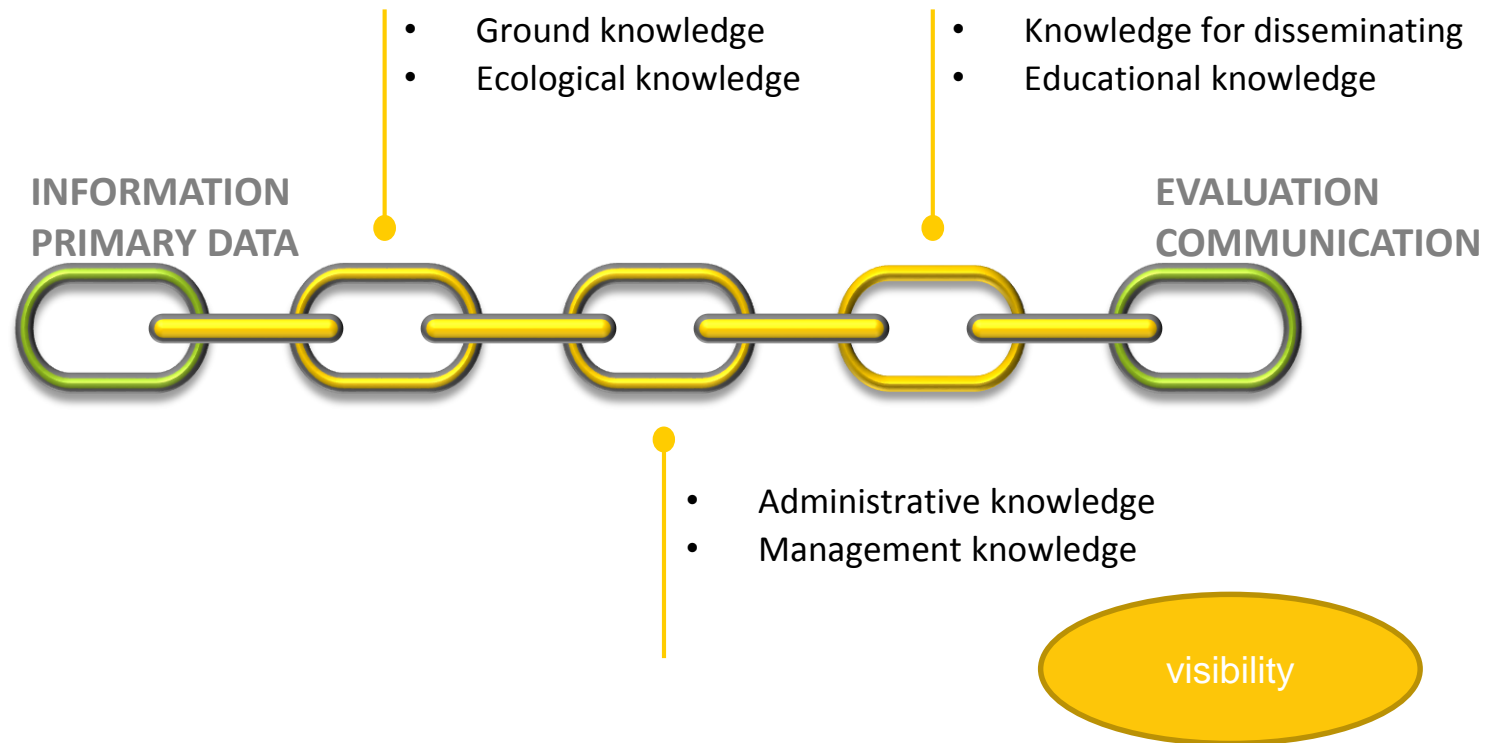 • Ground knowledge
• Ecological knowledge
• Knowledge for disseminating
• Educational knowledge
INFORMATION
PRIMARY DATA
EVALUATION
COMMUNICATION
• Administrative knowledge
• Management knowledge
visibility